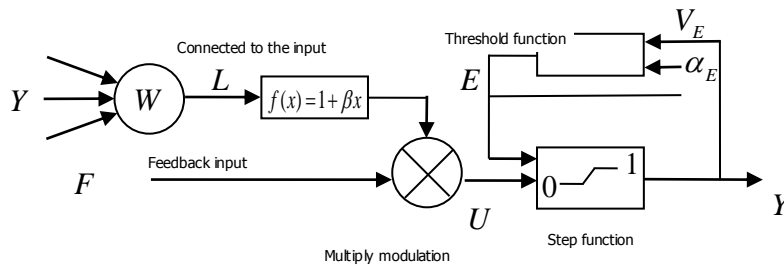 Connected to the input
Threshold function
V_E
α_E
E
Y
W
L
f(x)=1+βx
F
Feedback input
U
0
1
Y
Multiply modulation
Step function